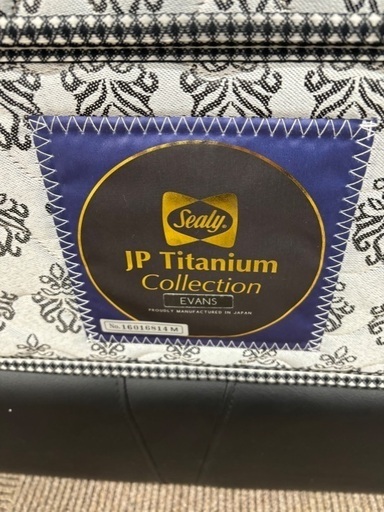 Sealy
JP Titanium
Collection
EVANS
PROUDLY MANUFACTURED IN JAPAN
No.16016814M